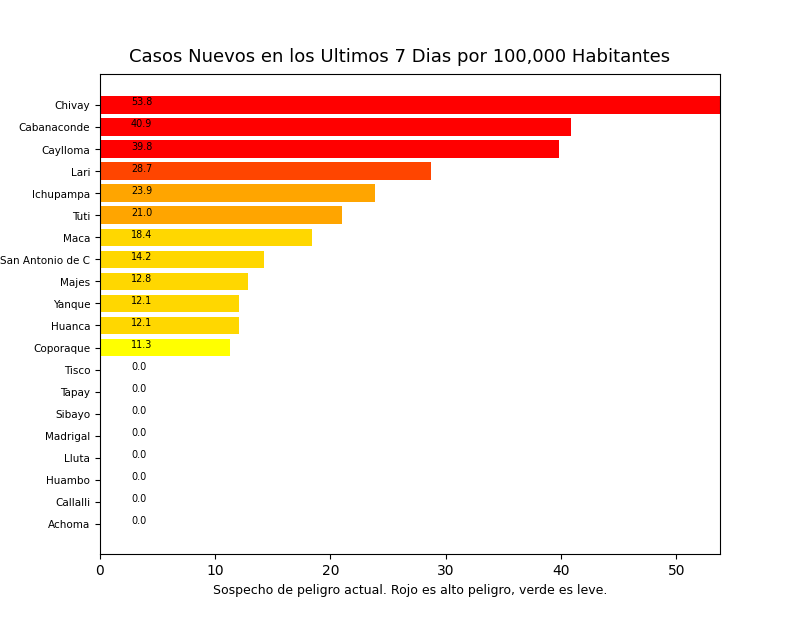 Casos Nuevos en los Ultimos 7 Dias por 100,000 Habitantes
Chivay 53.8
Cabanaconde 40.9
Caylloma 39.8
Lari 28.7
Ichupampa 23.9
Tuti 21.0
Maca 18.4
San Antonio de C 14.2
Majes 12.8
Yanque 12.1
Huanca 12.1
Coporaque 11.3
Tisco 0.0
Tapay 0.0
Sibayo 0.0
Madrigal 0.0
Lluta 0.0
Huambo 0.0
Callalli 0.0
Achoma 0.0
0 10 20 30 40 50
Sospecho de peligro actual. Rojo es alto peligro, verde es leve.